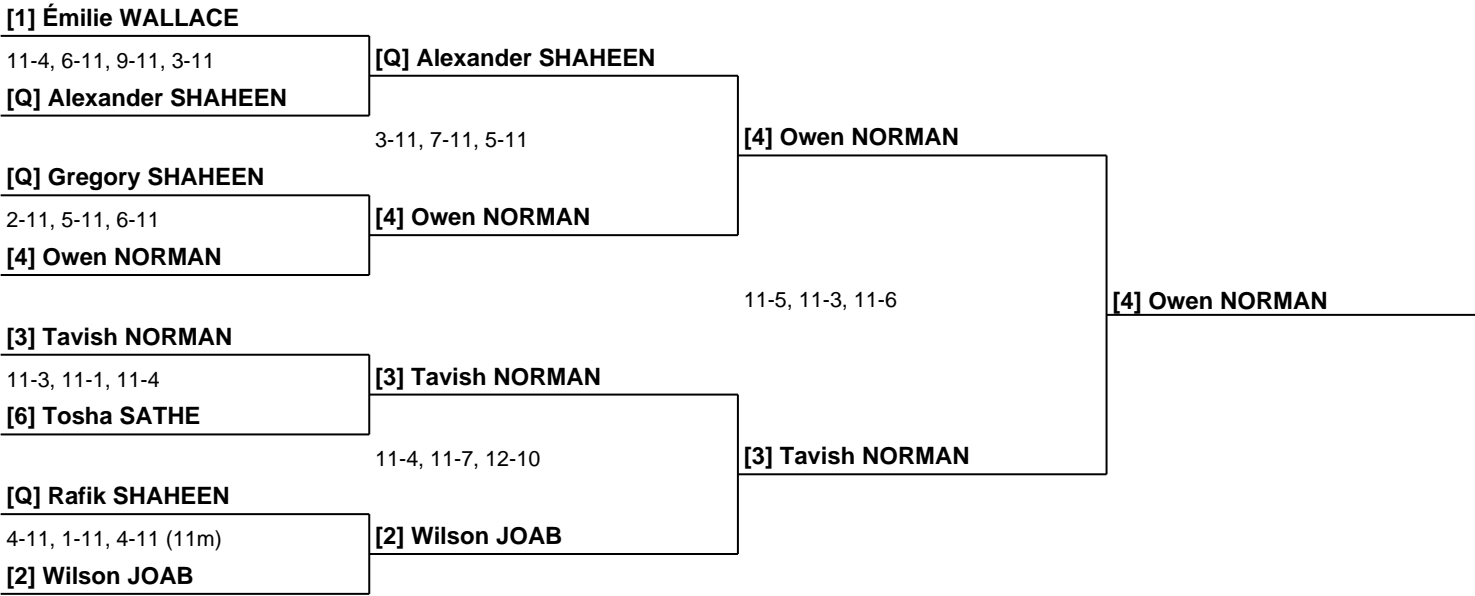 [1] Émilie WALLACE
11-4, 6-11, 9-11, 3-11
[Q] Alexander SHAHEEN
[Q] Alexander SHAHEEN
3-11, 7-11, 5-11
[4] Owen NORMAN
[Q] Gregory SHAHEEN
2-11, 5-11, 6-11
[4] Owen NORMAN
[4] Owen NORMAN
11-5, 11-3, 11-6
[4] Owen NORMAN
[3] Tavish NORMAN
11-3, 11-1, 11-4
[3] Tavish NORMAN
[6] Tosha SATHE
11-4, 11-7, 12-10
[3] Tavish NORMAN
[Q] Rafik SHAHEEN
4-11, 1-11, 4-11 (11m)
[2] Wilson JOAB
[2] Wilson JOAB